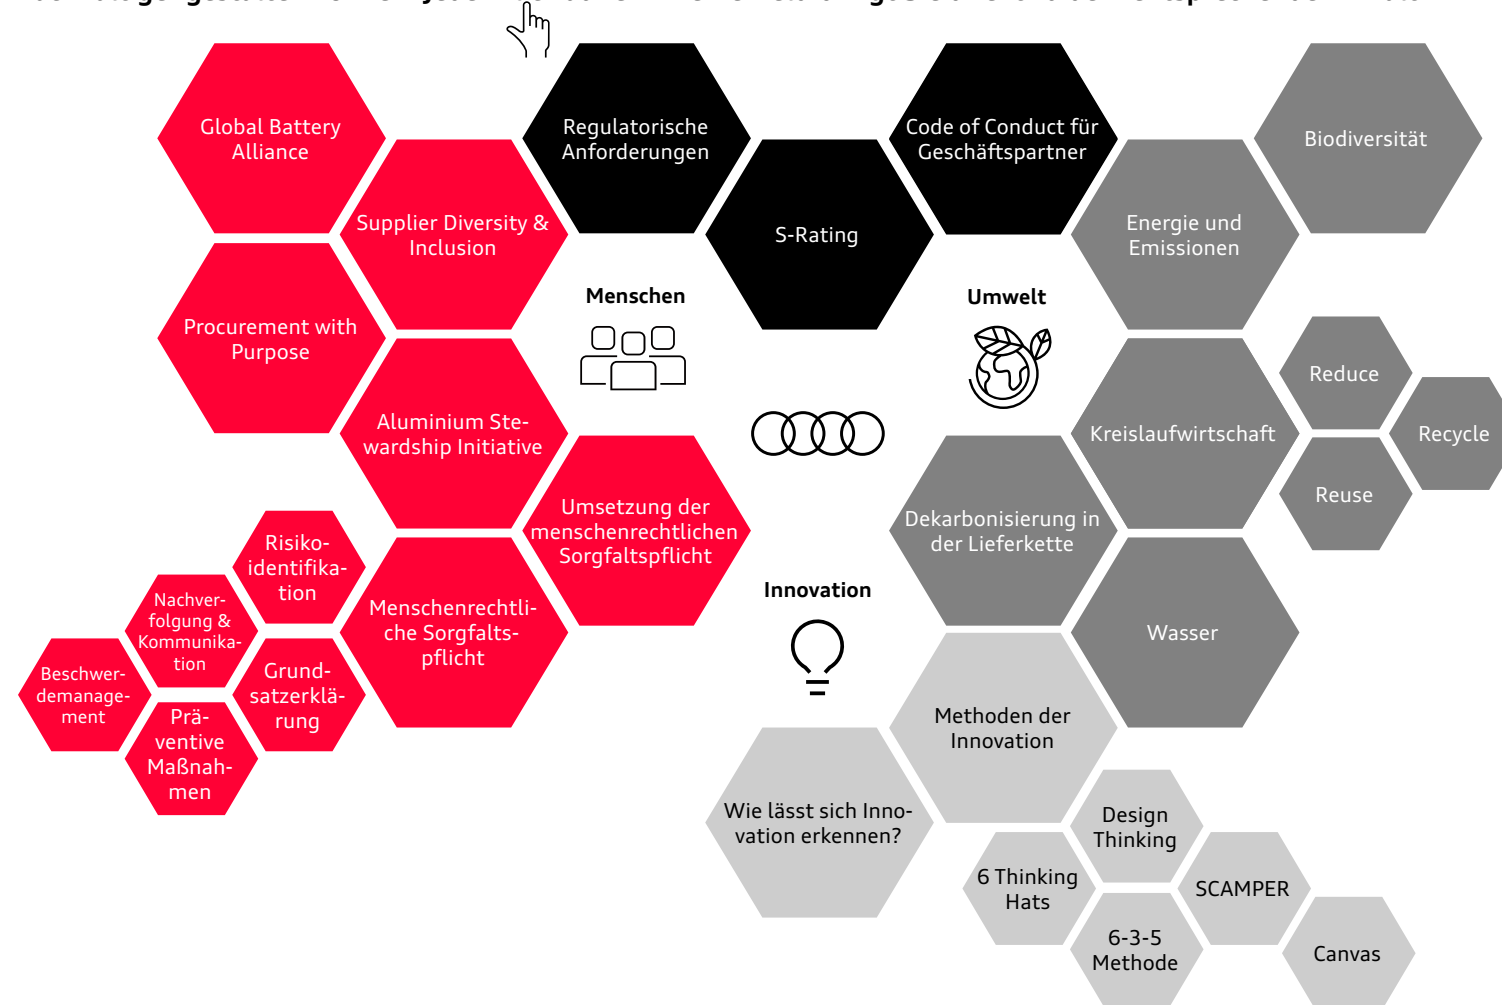 Global Battery
Alliance
Regulatorische
Anforderungen
Code of Conduct für
Geschäftspartner
Biodiversität
Supplier Diversity &
Inclusion
S-Rating
Energie und
Emissionen
Menschen
Umwelt
Procurement with
Purpose
Reduce
Aluminium Ste-
wardship Initiative
Kreislaufwirtschaft
Recycle
Reuse
Umsetzung der
menschenrechtlichen
Sorgfaltspflicht
Dekarbonisierung in
der Lieferkette
Risiko-
identifika-
tion
Innovation
Nachver-
folgung &
Kommunika-
tion
Menschenrechtli-
che Sorgfalts-
pflicht
Wasser
Beschwer-
demanage-
ment
Grund-
satzerklä-
rung
Prä-
ventive
Maßnah-
men
Methoden der
Innovation
Wie lässt sich Inno-
vation erkennen?
Design
Thinking
6 Thinking
Hats
SCAMPER
6-3-5
Methode
Canvas